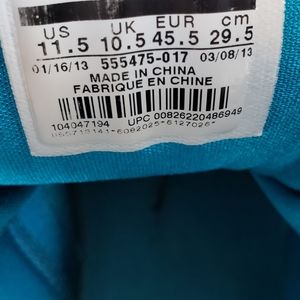 US UK EUR cm
11.5 10.5 45.5 29.5
01/16/13 555475-017 03/08/13
MADE IN CHINA
FABRIQUE EN CHINE
104047194 UPC 00826220486949